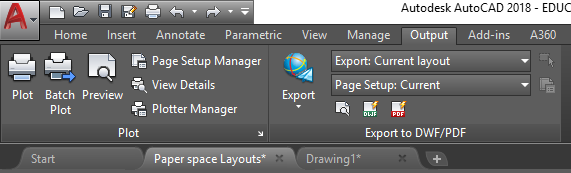 Autodesk AutoCAD 2018 - EDUC
Home Insert Annotate Parametric View Manage Output Add-ins A360
Page Setup Manager Export: Current layout
View Details Page Setup: Current
Plot Batch Plot Preview Plotter Manager Export DWF PDF
Plot Export to DWF/PDF
Start Paper space Layouts* Drawing1*